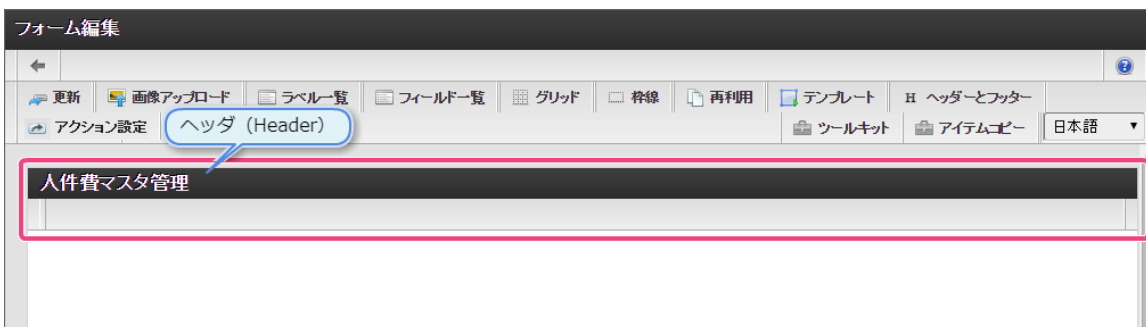 フォーム編集
更新 画像アップロード ラベル一覧 フィールド一覧 グリッド 枠線 再利用 テンプレート H ヘッダーとフッター
アクション設定 ヘッダ（Header） ツールキット アイテムコピー 日本語
人件費マスタ管理